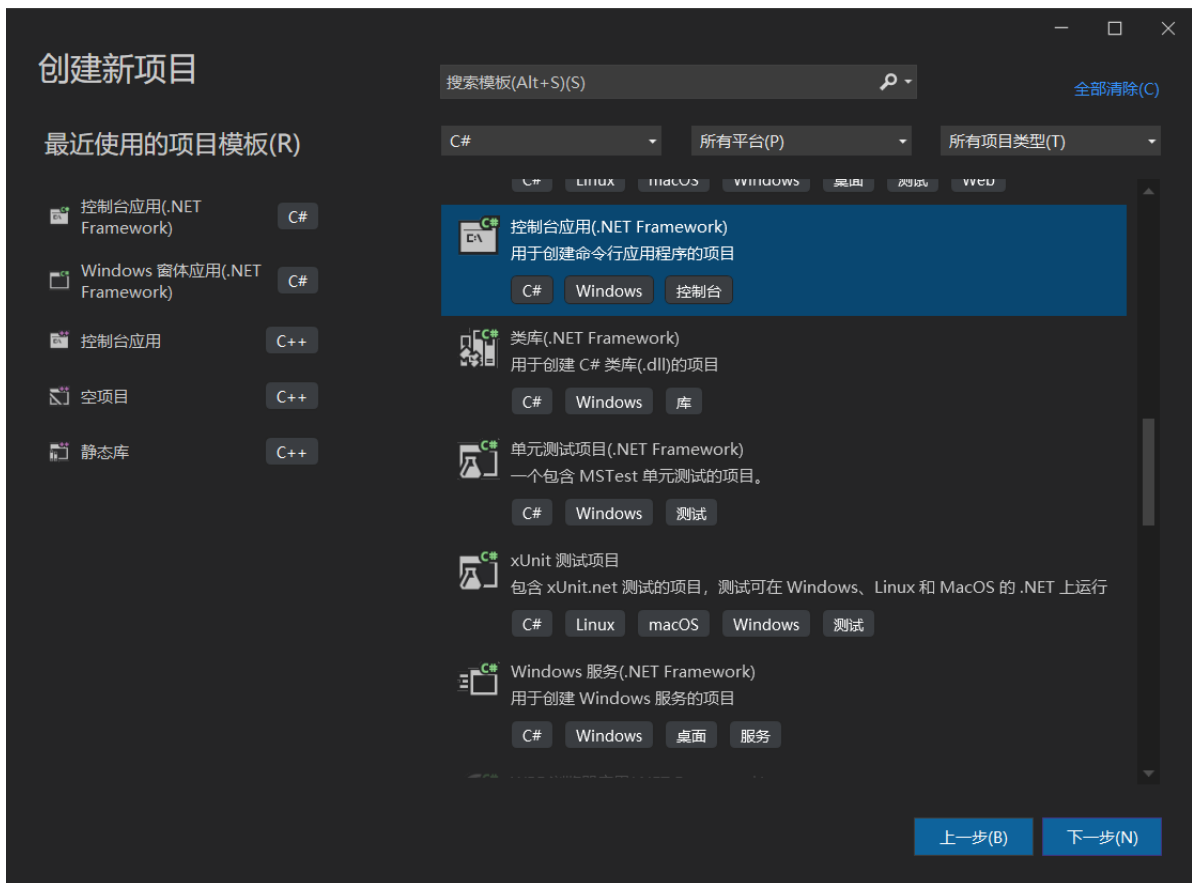 创建新项目
搜索模板(Alt+S)(S)
全部清除(C)
最近使用的项目模板(R)
C#
所有平台(P)
所有项目类型(T)
控制台应用(.NET
Framework)
C#
Windows 窗体应用(.NET
Framework)
C#
控制台应用
C++
空项目
C++
静态库
C++
C# Linux macOS Windows 桌面 测试 Web
控制台应用(.NET Framework)
用于创建命令行应用程序的项目
C# Windows 控制台
类库(.NET Framework)
用于创建 C# 类库(.dll)的项目
C# Windows 库
单元测试项目(.NET Framework)
一个包含 MSTest 单元测试的项目。
C# Windows 测试
xUnit 测试项目
包含 xUnit.net 测试的项目，测试可在 Windows、Linux 和 MacOS 的 .NET 上运行
C# Linux macOS Windows 测试
Windows 服务(.NET Framework)
用于创建 Windows 服务的项目
C# Windows 桌面 服务
上一步(B)
下一步(N)